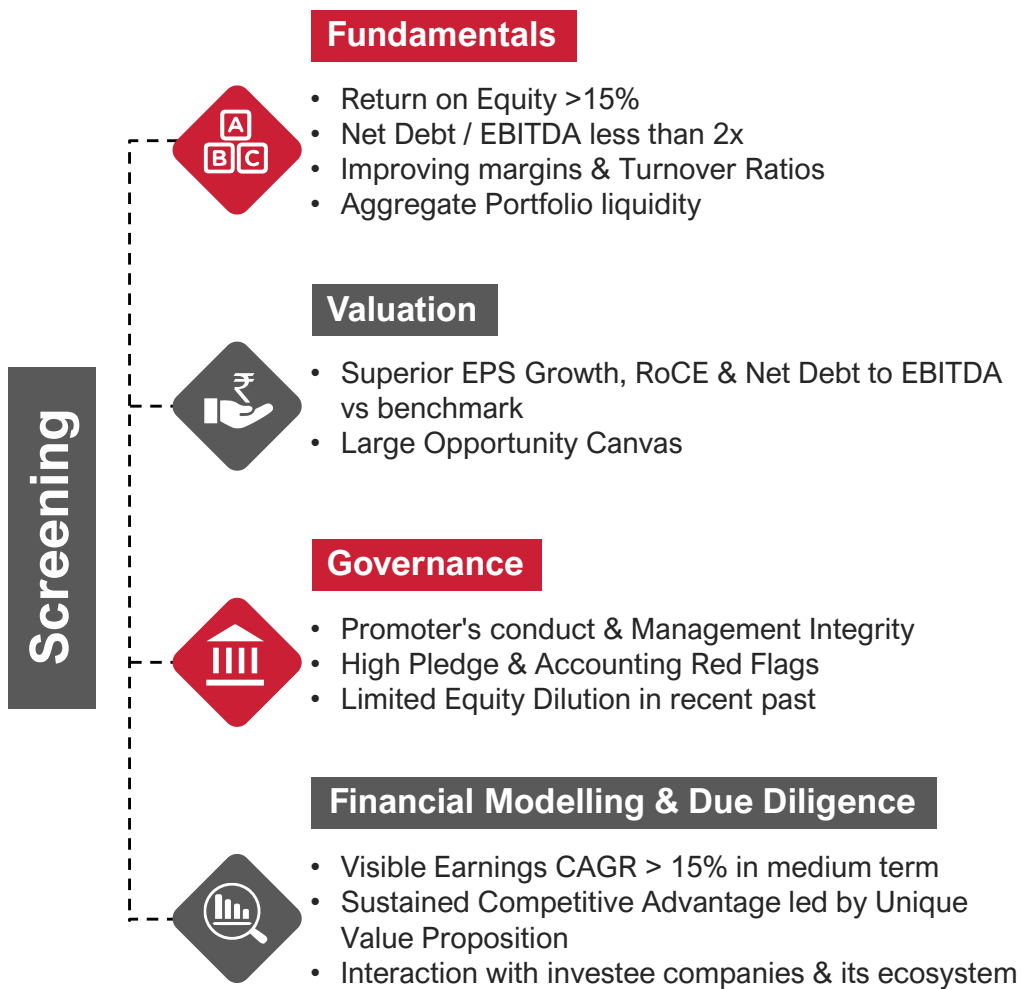 Fundamentals
• Return on Equity >15%
• Net Debt / EBITDA less than 2x
• Improving margins & Turnover Ratios
• Aggregate Portfolio liquidity
A
B C
Valuation
• Superior EPS Growth, RoCE & Net Debt to EBITDA
vs benchmark
• Large Opportunity Canvas
₹
Screening
Governance
• Promoter's conduct & Management Integrity
• High Pledge & Accounting Red Flags
• Limited Equity Dilution in recent past
Financial Modelling & Due Diligence
• Visible Earnings CAGR > 15% in medium term
• Sustained Competitive Advantage led by Unique
Value Proposition
• Interaction with investee companies & its ecosystem